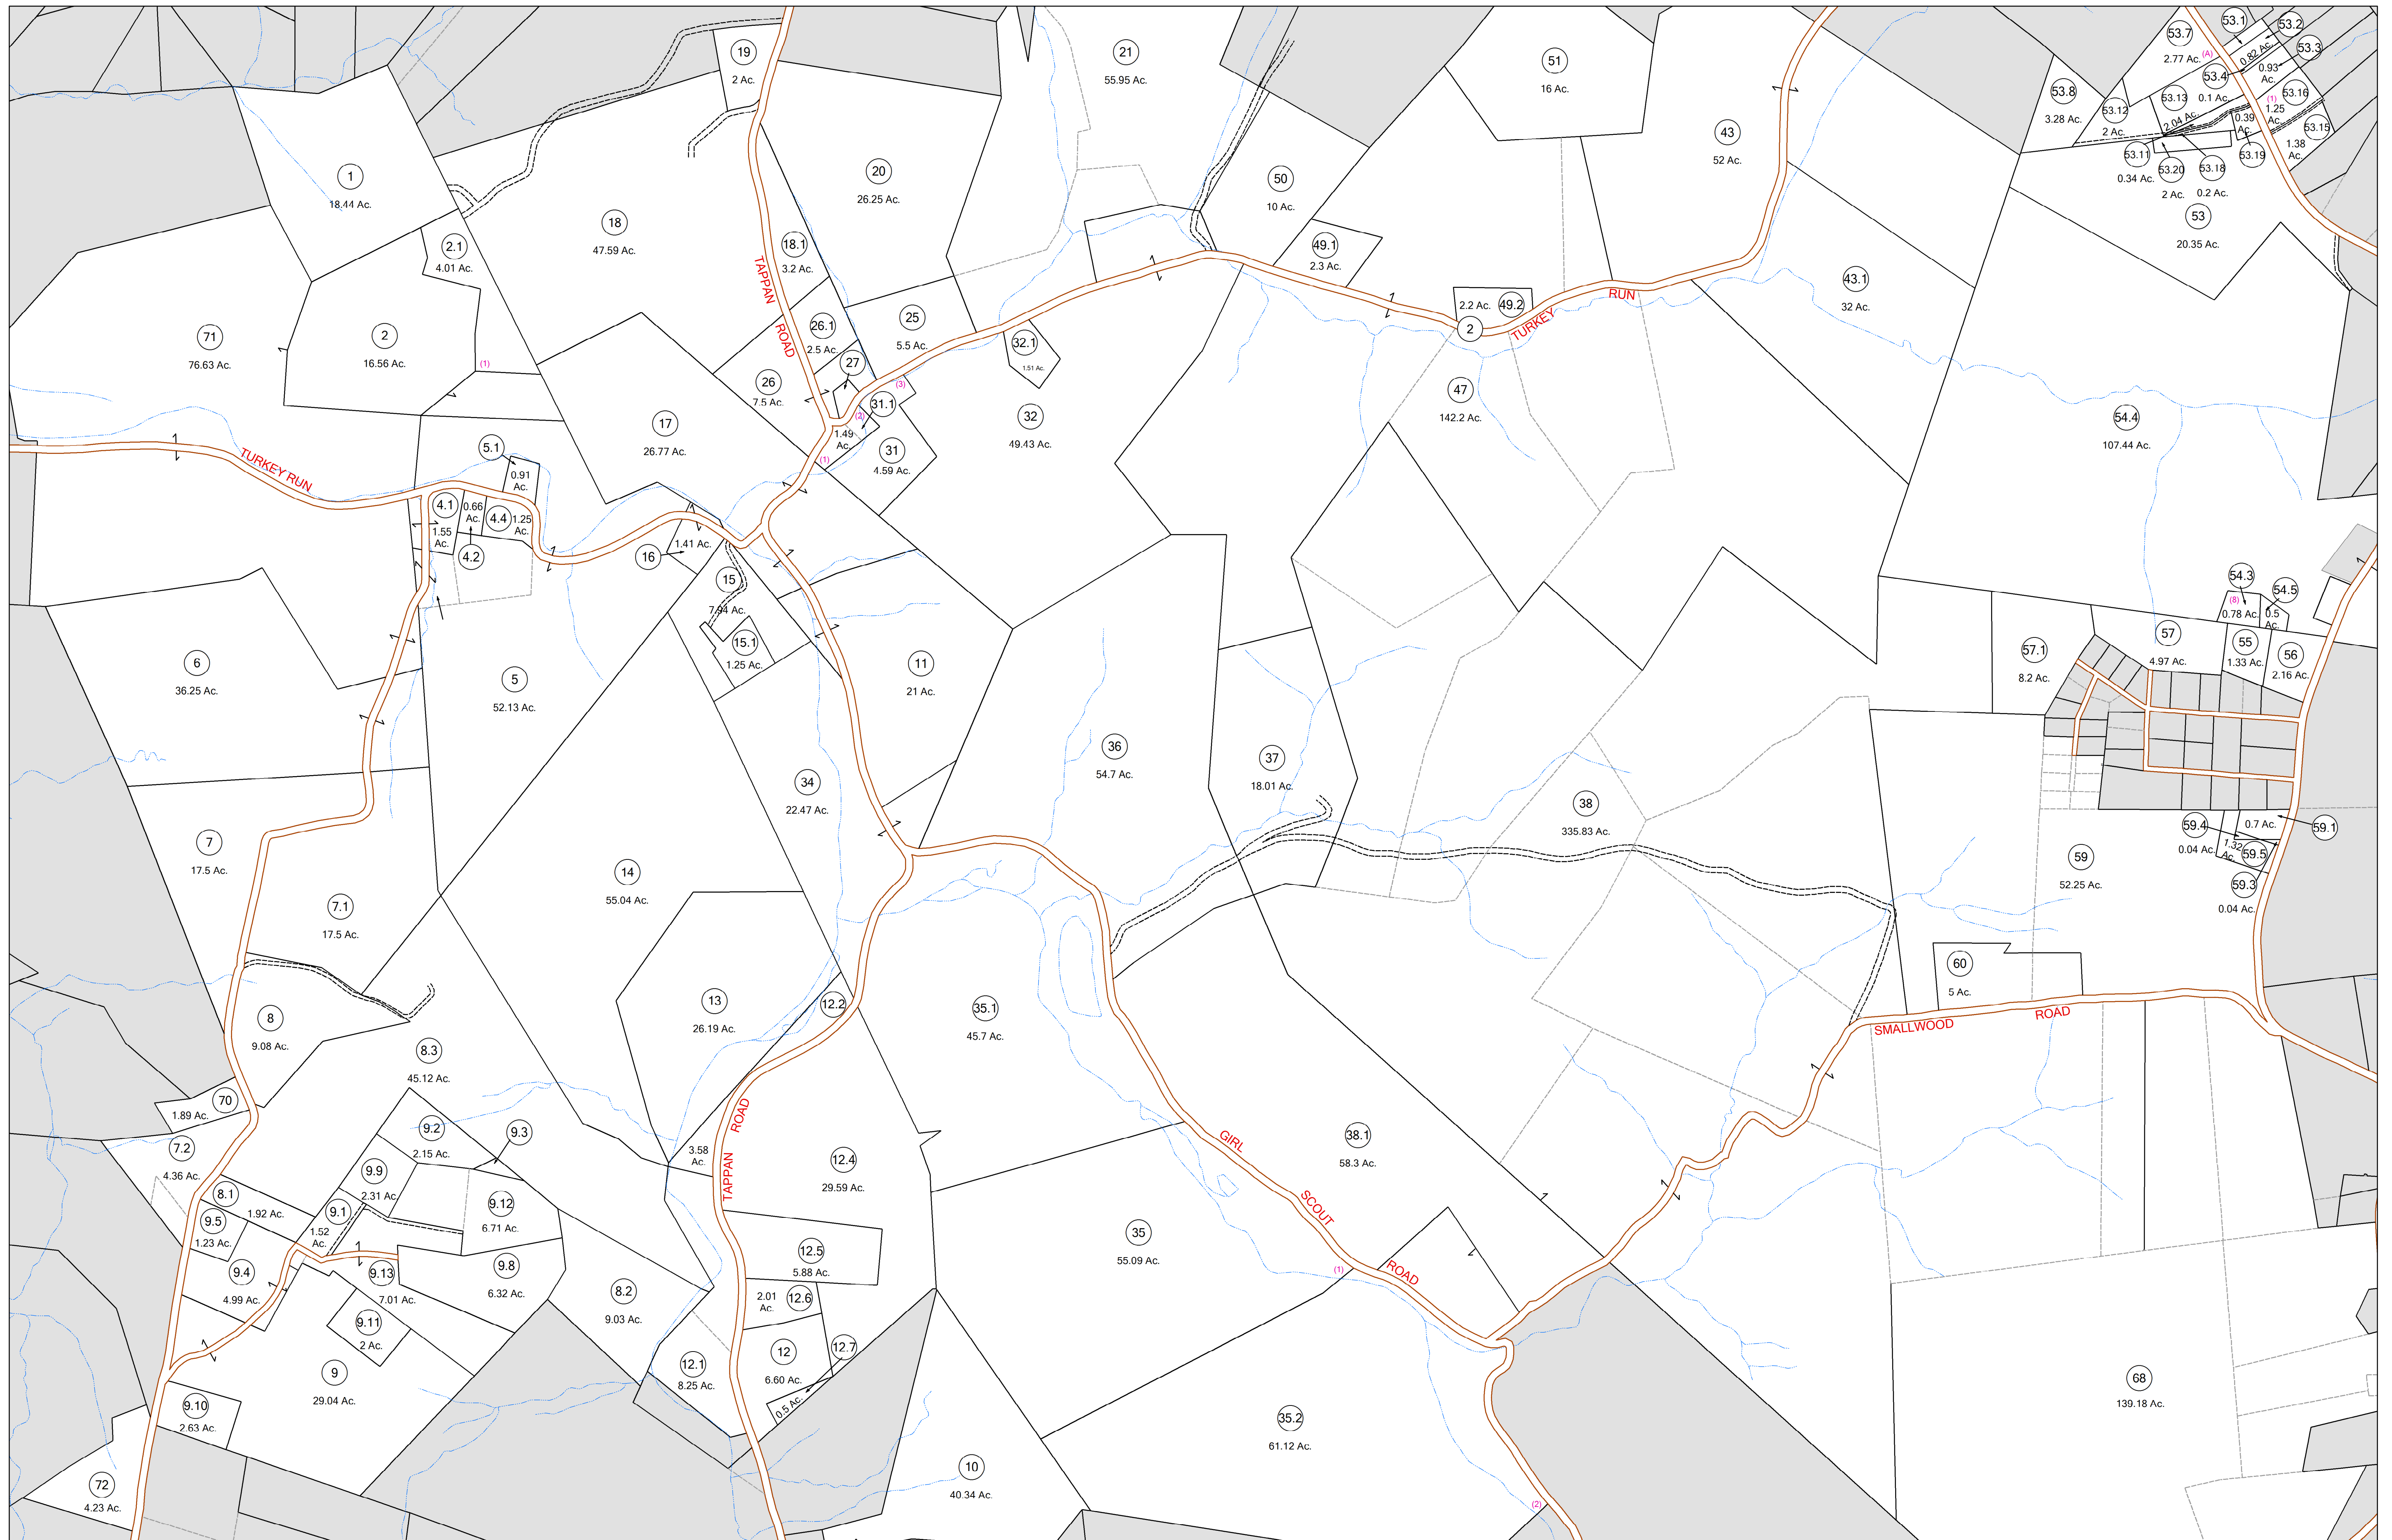 19
2 Ac.
21
55.95 Ac.
51
16 Ac.
53.7
2.77 Ac.
(A)
53.1
53.2
0.82 Ac.
53.3
0.93
Ac.
53.4
0.1 Ac.
53.16
(1)
1.25
Ac.
53.8
3.28 Ac.
53.12
2 Ac.
53.13
2.04 Ac.
0.39
Ac.
53.15
1.38
Ac.
53.11
0.34 Ac.
53.20
2 Ac.
53.18
0.2 Ac.
53.19
53
20.35 Ac.
43
52 Ac.
1
18.44 Ac.
20
26.25 Ac.
50
10 Ac.
18
47.59 Ac.
2.1
4.01 Ac.
18.1
3.2 Ac.
49.1
2.3 Ac.
43.1
32 Ac.
TAPPAN
ROAD
71
76.63 Ac.
2
16.56 Ac.
(1)
26.1
2.5 Ac.
25
5.5 Ac.
32.1
1.51 Ac.
2.2 Ac.
49.2
2
TURKEY
RUN
27
26
7.5 Ac.
(3)
(2)
31.1
1.49
Ac.
(1)
31
4.59 Ac.
32
49.43 Ac.
47
142.2 Ac.
54.4
107.44 Ac.
17
26.77 Ac.
TURKEY RUN
5.1
0.91
Ac.
4.1
1.55
Ac.
0.66
Ac.
4.4
1.25
Ac.
4.2
16
1.41 Ac.
15
7.94 Ac.
15.1
1.25 Ac.
54.3
(8)
0.78 Ac.
54.5
0.5
Ac.
57
4.97 Ac.
55
1.33 Ac.
56
2.16 Ac.
57.1
8.2 Ac.
6
36.25 Ac.
5
52.13 Ac.
11
21 Ac.
36
54.7 Ac.
37
18.01 Ac.
34
22.47 Ac.
38
335.83 Ac.
59.4
0.04 Ac.
0.7 Ac.
59.1
1.32
Ac.
59.5
59.3
0.04 Ac.
59
52.25 Ac.
7
17.5 Ac.
7.1
17.5 Ac.
14
55.04 Ac.
60
5 Ac.
13
26.19 Ac.
12.2
35.1
45.7 Ac.
SMALLWOOD
ROAD
8
9.08 Ac.
8.3
45.12 Ac.
70
1.89 Ac.
7.2
4.36 Ac.
9.2
2.15 Ac.
9.3
3.58
Ac.
TAPPAN
ROAD
12.4
29.59 Ac.
GIRL
SCOUT
ROAD
38.1
58.3 Ac.
9.9
2.31 Ac.
8.1
1.92 Ac.
9.5
1.23 Ac.
9.1
1.52
Ac.
9.12
6.71 Ac.
35
55.09 Ac.
(1)
12.5
5.88 Ac.
9.4
4.99 Ac.
9.13
7.01 Ac.
9.8
6.32 Ac.
8.2
9.03 Ac.
2.01
Ac.
12.6
9.11
2 Ac.
12.7
12
6.60 Ac.
0.5 Ac.
12.1
8.25 Ac.
9
29.04 Ac.
9.10
2.63 Ac.
68
139.18 Ac.
35.2
61.12 Ac.
10
40.34 Ac.
72
4.23 Ac.
(2)